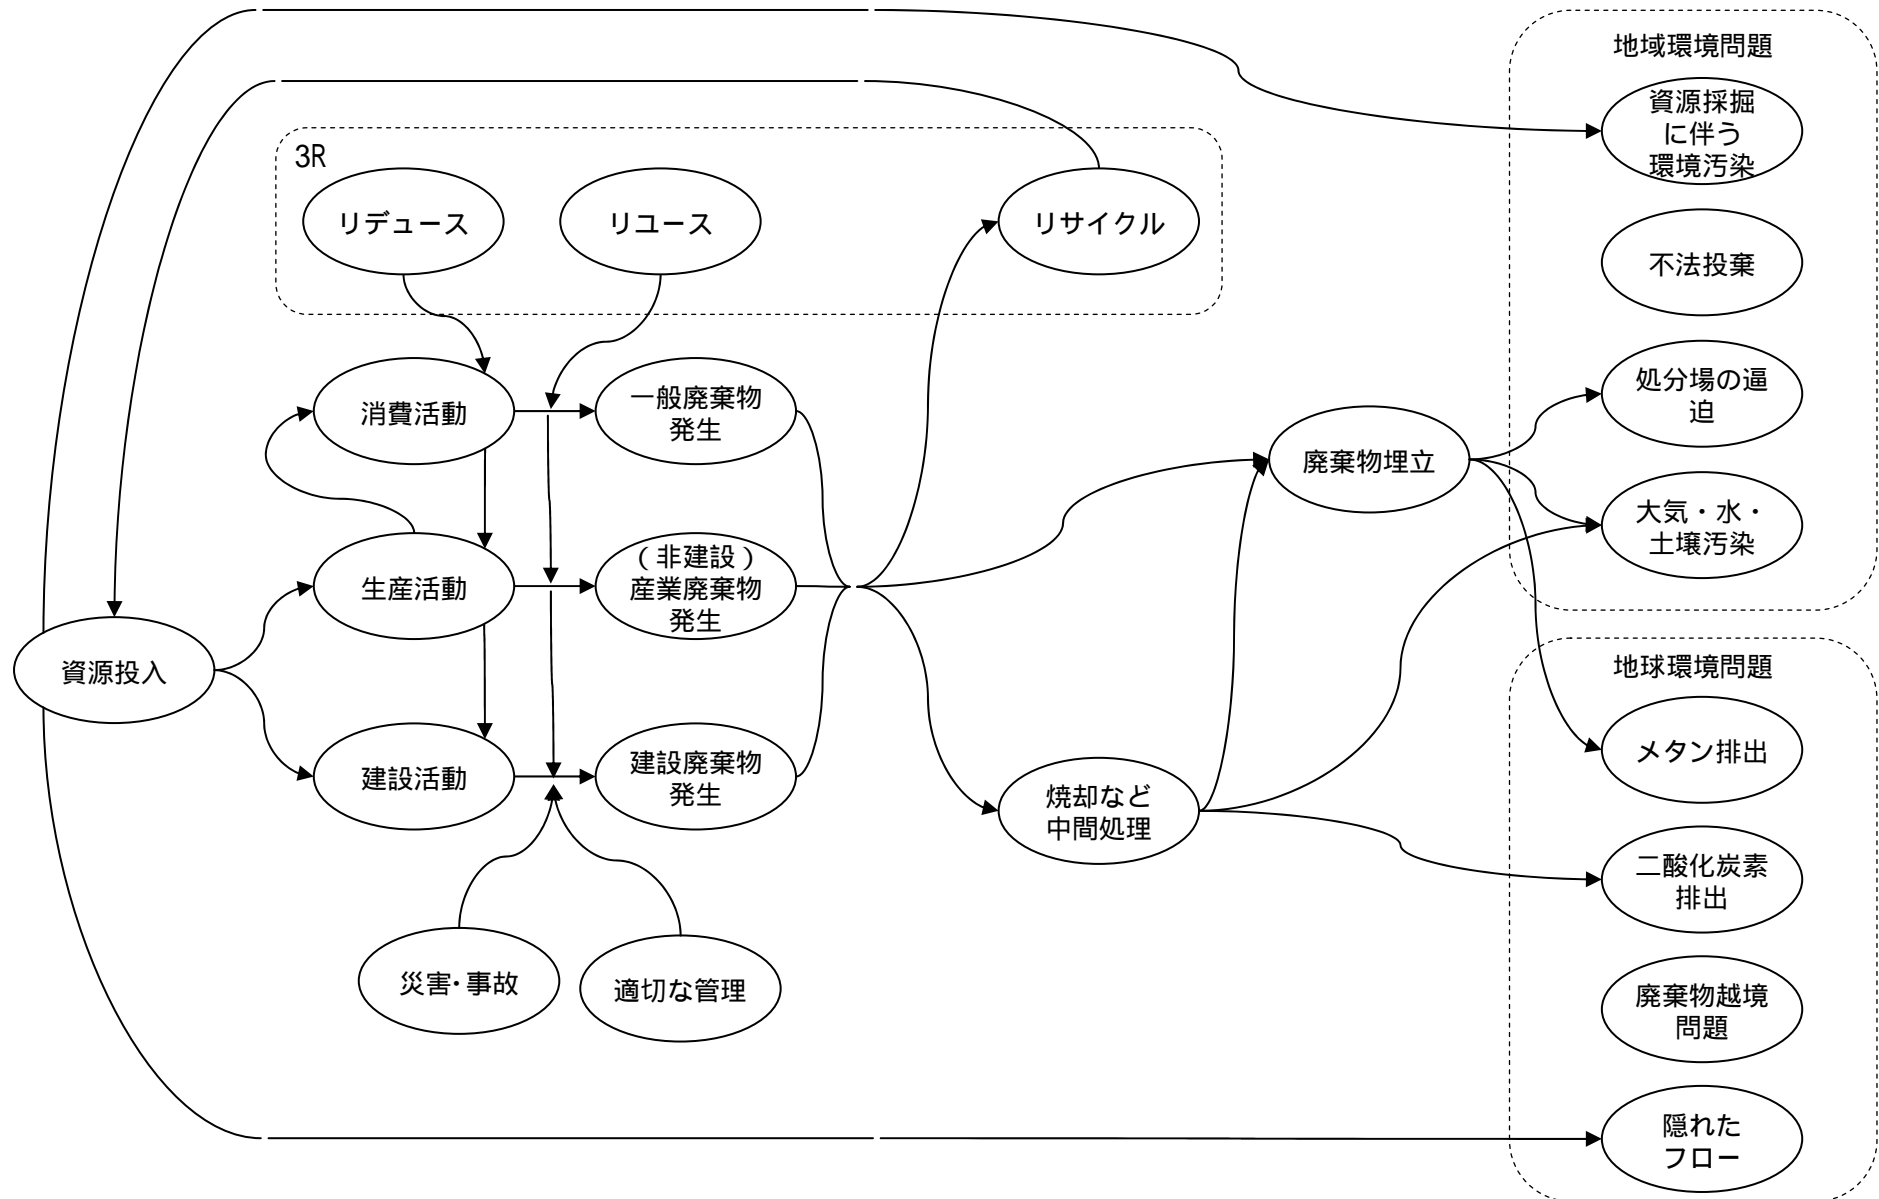 地域環境問題
資源採掘
に伴う
環境汚染
3R
リデュース
リユース
リサイクル
不法投棄
消費活動
一般廃棄物
発生
処分場の逼
迫
廃棄物埋立
生産活動
（非建設）
産業廃棄物
発生
大気・水・
土壌汚染
資源投入
地球環境問題
建設活動
建設廃棄物
発生
メタン排出
焼却など
中間処理
二酸化炭素
排出
災害・事故
適切な管理
廃棄物越境
問題
隠れた
フロー